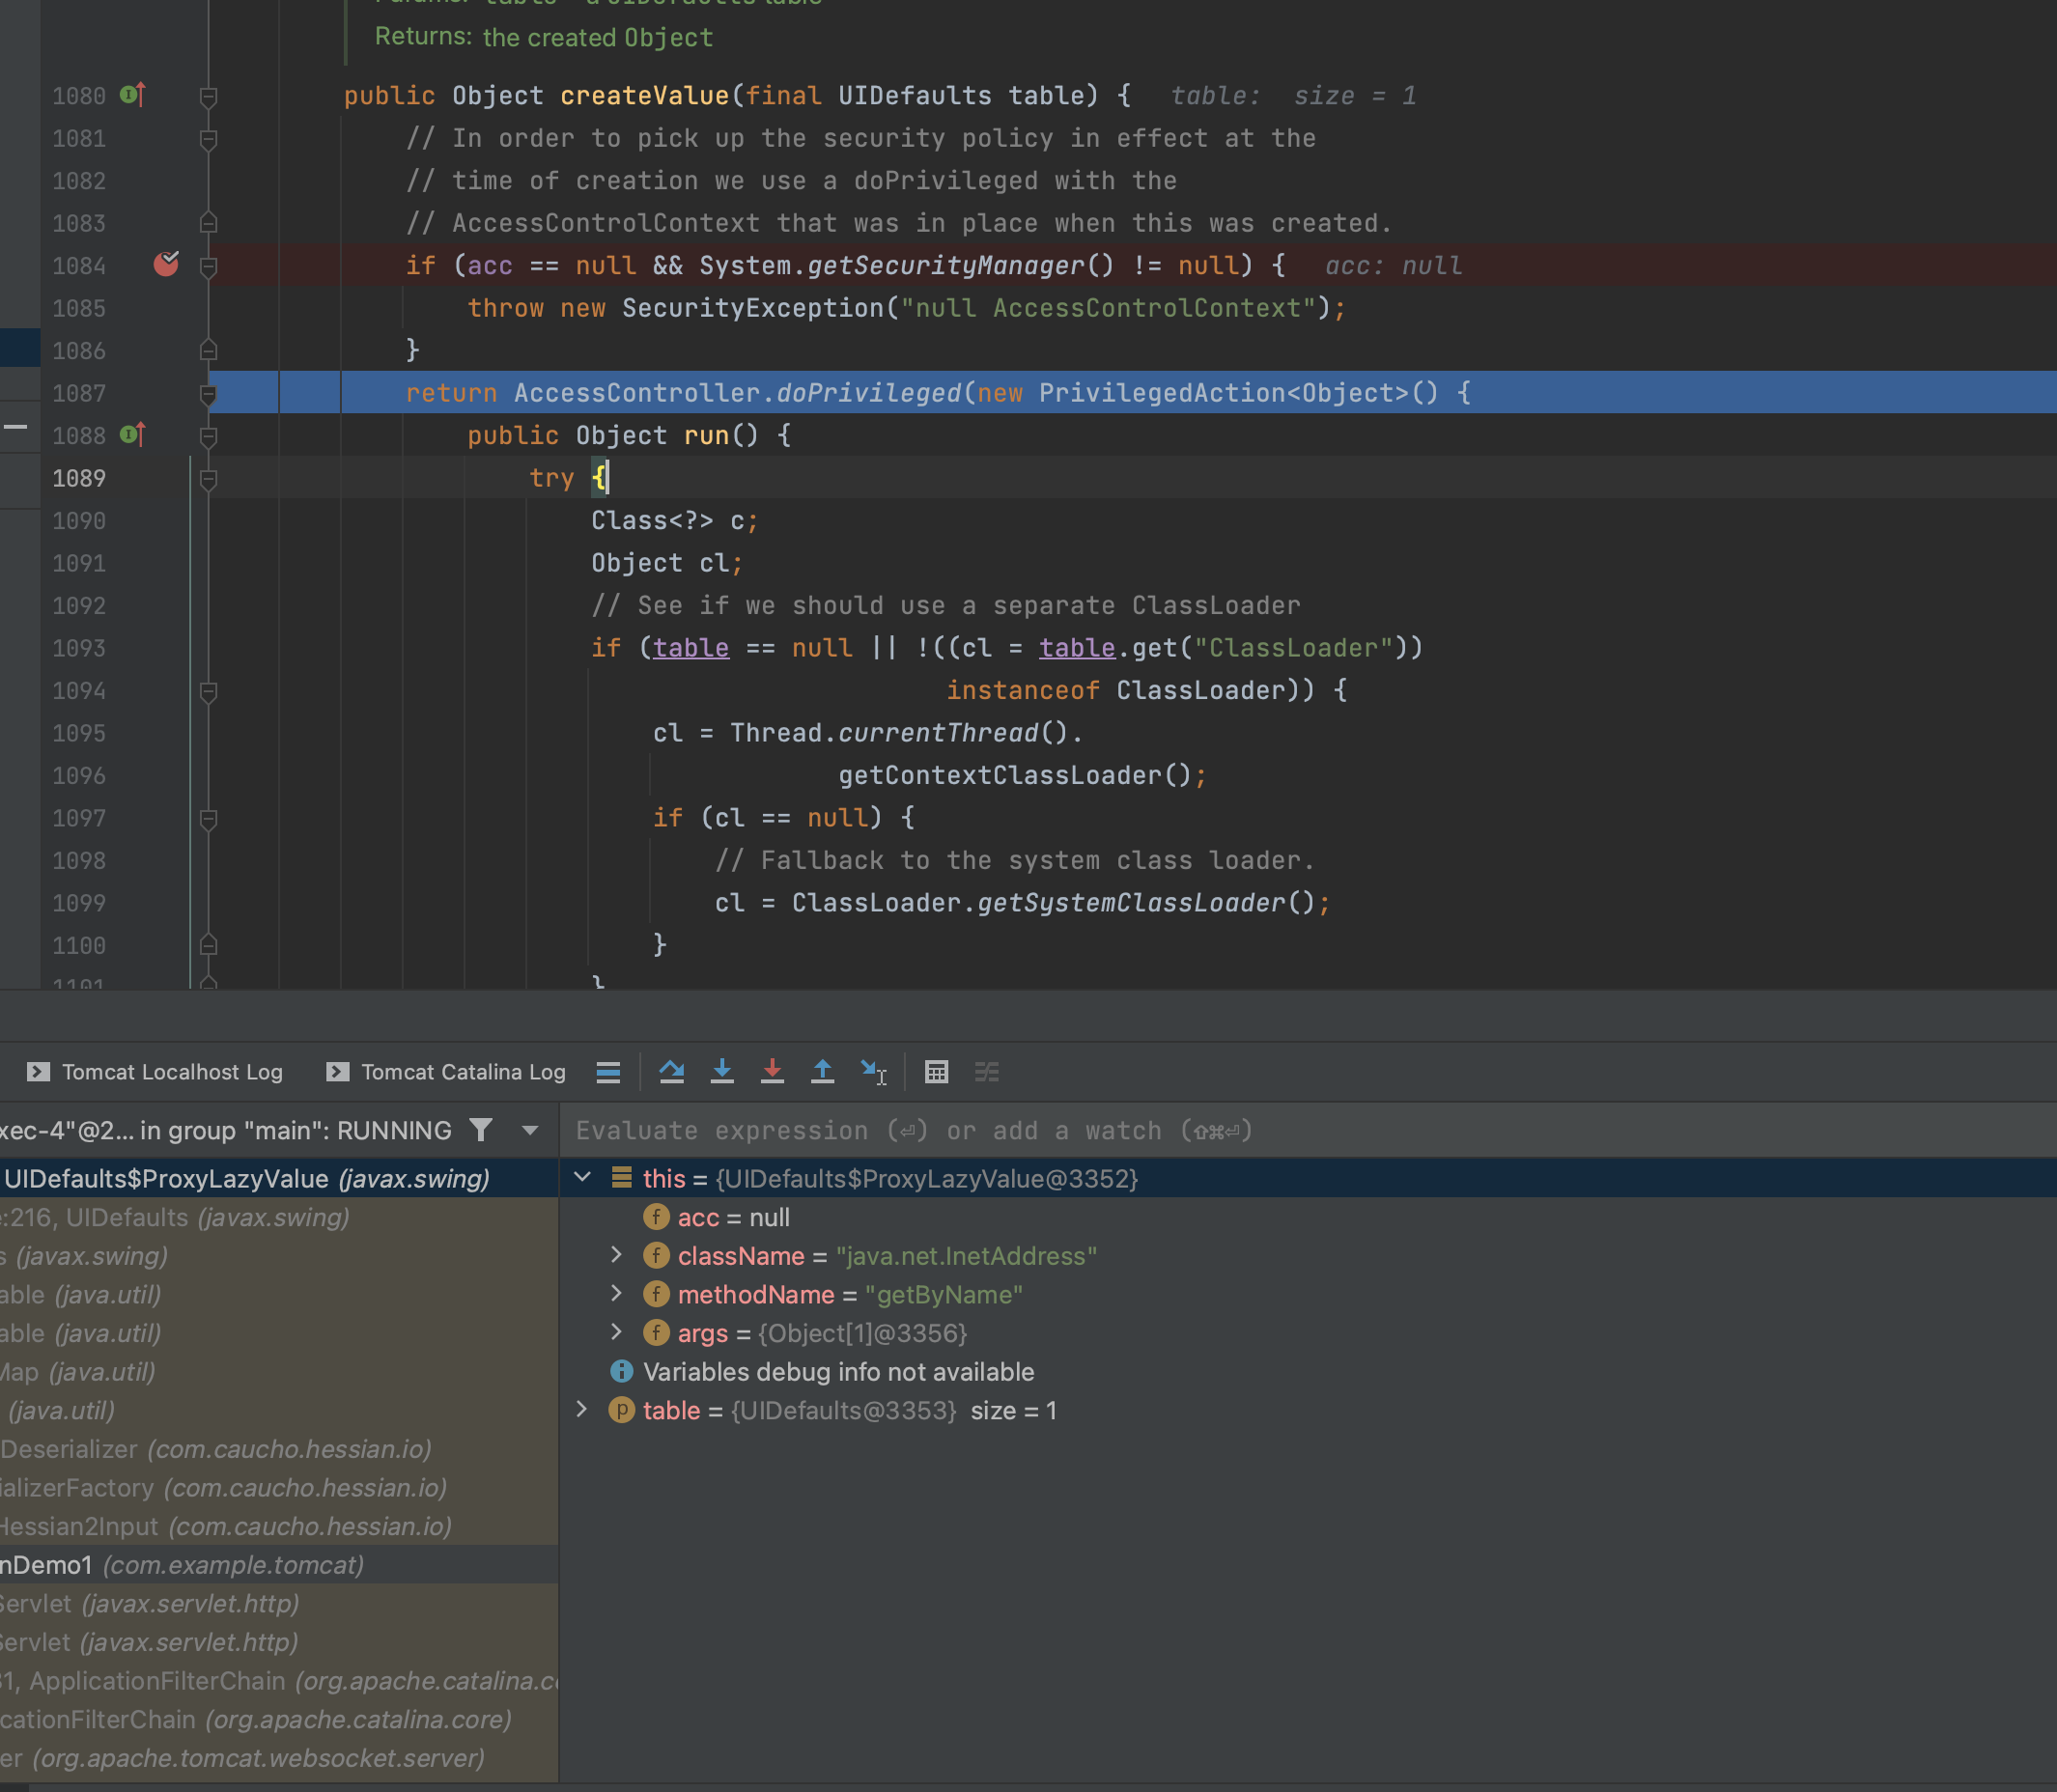 Returns: the created Object
1080 public Object createValue(final UIDefaults table) { table: size = 1
1081 // In order to pick up the security policy in effect at the
1082 // time of creation we use a doPrivileged with the
1083 // AccessControlContext that was in place when this was created.
1084 if (acc == null && System.getSecurityManager() != null) { acc: null
1085 throw new SecurityException("null AccessControlContext");
1086 }
1087 return AccessController.doPrivileged(new PrivilegedAction<Object>() {
1088 public Object run() {
1089 try {
1090 Class<?> c;
1091 Object cl;
1092 // See if we should use a separate ClassLoader
1093 if (table == null || !((cl = table.get("ClassLoader"))
1094 instanceof ClassLoader)) {
1095 cl = Thread.currentThread().
1096 getContextClassLoader();
1097 if (cl == null) {
1098 // Fallback to the system class loader.
1099 cl = ClassLoader.getSystemClassLoader();
1100 }
1101 }
Tomcat Localhost Log Tomcat Catalina Log
xec-4"@2... in group "main": RUNNING
Evaluate expression (⏎) or add a watch (⇧⌘⏎)
UIDefaults$ProxyLazyValue (javax.swing)
:216, UIDefaults (javax.swing)
s (javax.swing)
able (java.util)
able (java.util)
Map (java.util)
(java.util)
Deserializer (com.caucho.hessian.io)
ializerFactory (com.caucho.hessian.io)
Hessian2Input (com.caucho.hessian.io)
nDemo1 (com.example.tomcat)
Servlet (javax.servlet.http)
Servlet (javax.servlet.http)
31, ApplicationFilterChain (org.apache.catalina.c
cationFilterChain (org.apache.catalina.core)
er (org.apache.tomcat.websocket.server)
this = {UIDefaults$ProxyLazyValue@3352}
acc = null
className = "java.net.InetAddress"
methodName = "getByName"
args = {Object[1]@3356}
Variables debug info not available
table = {UIDefaults@3353} size = 1